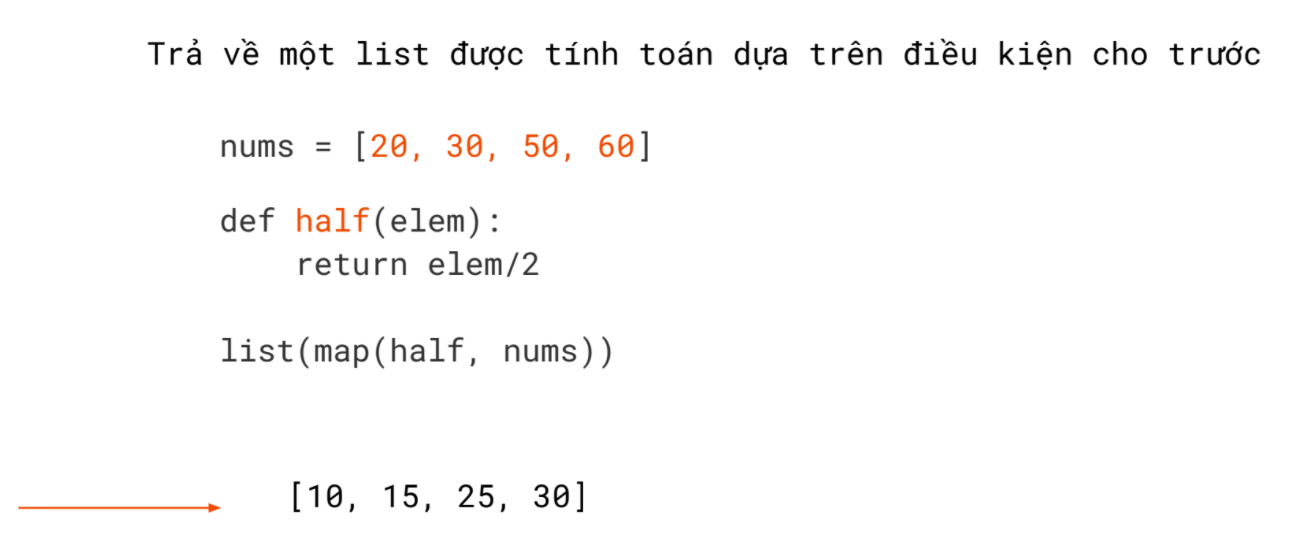 Trả về một list được tính toán dựa trên điều kiện cho trước
nums = [20, 30, 50, 60]
def half(elem):
    return elem/2
list(map(half, nums))
[10, 15, 25, 30]